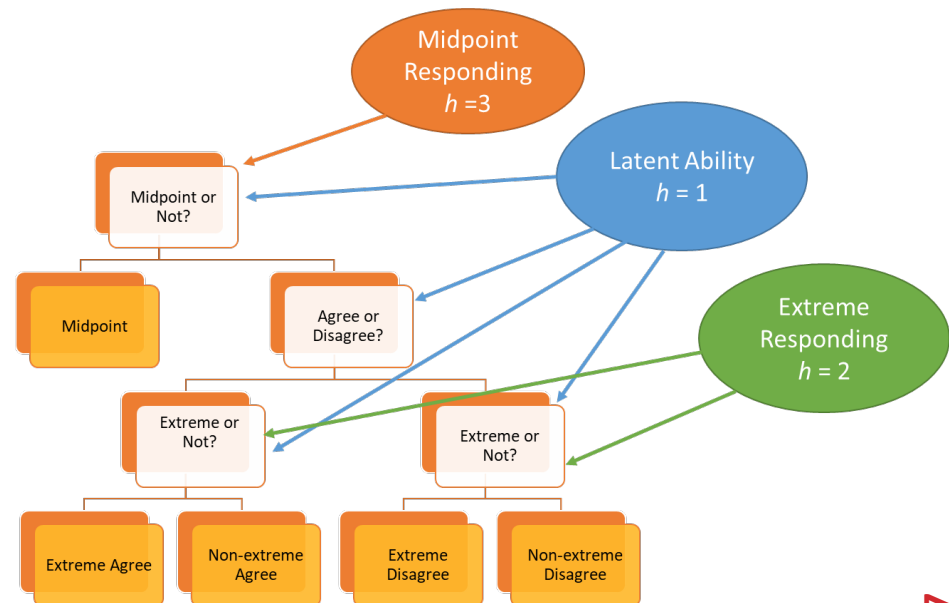 Midpoint
Responding
h =3
Latent Ability
h = 1
Midpoint or
Not?
Midpoint
Agree or
Disagree?
Extreme
Responding
h = 2
Extreme or
Not?
Extreme or
Not?
Extreme Agree
Non-extreme
Agree
Extreme
Disagree
Non-extreme
Disagree